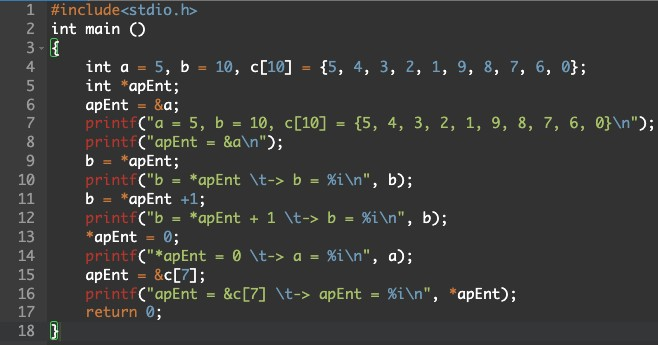 1 #include<stdio.h>
2 int main ()
3 {
4 int a = 5, b = 10, c[10] = {5, 4, 3, 2, 1, 9, 8, 7, 6, 0};
5 int *apEnt;
6 apEnt = &a;
7 printf("a = 5, b = 10, c[10] = {5, 4, 3, 2, 1, 9, 8, 7, 6, 0}\n");
8 printf("apEnt = &a\n");
9 b = *apEnt;
10 printf("b = *apEnt \t-> b = %i\n", b);
11 b = *apEnt +1;
12 printf("b = *apEnt + 1 \t-> b = %i\n", b);
13 *apEnt = 0;
14 printf("*apEnt = 0 \t-> a = %i\n", a);
15 apEnt = &c[7];
16 printf("apEnt = &c[7] \t-> apEnt = %i\n", *apEnt);
17 return 0;
18 }